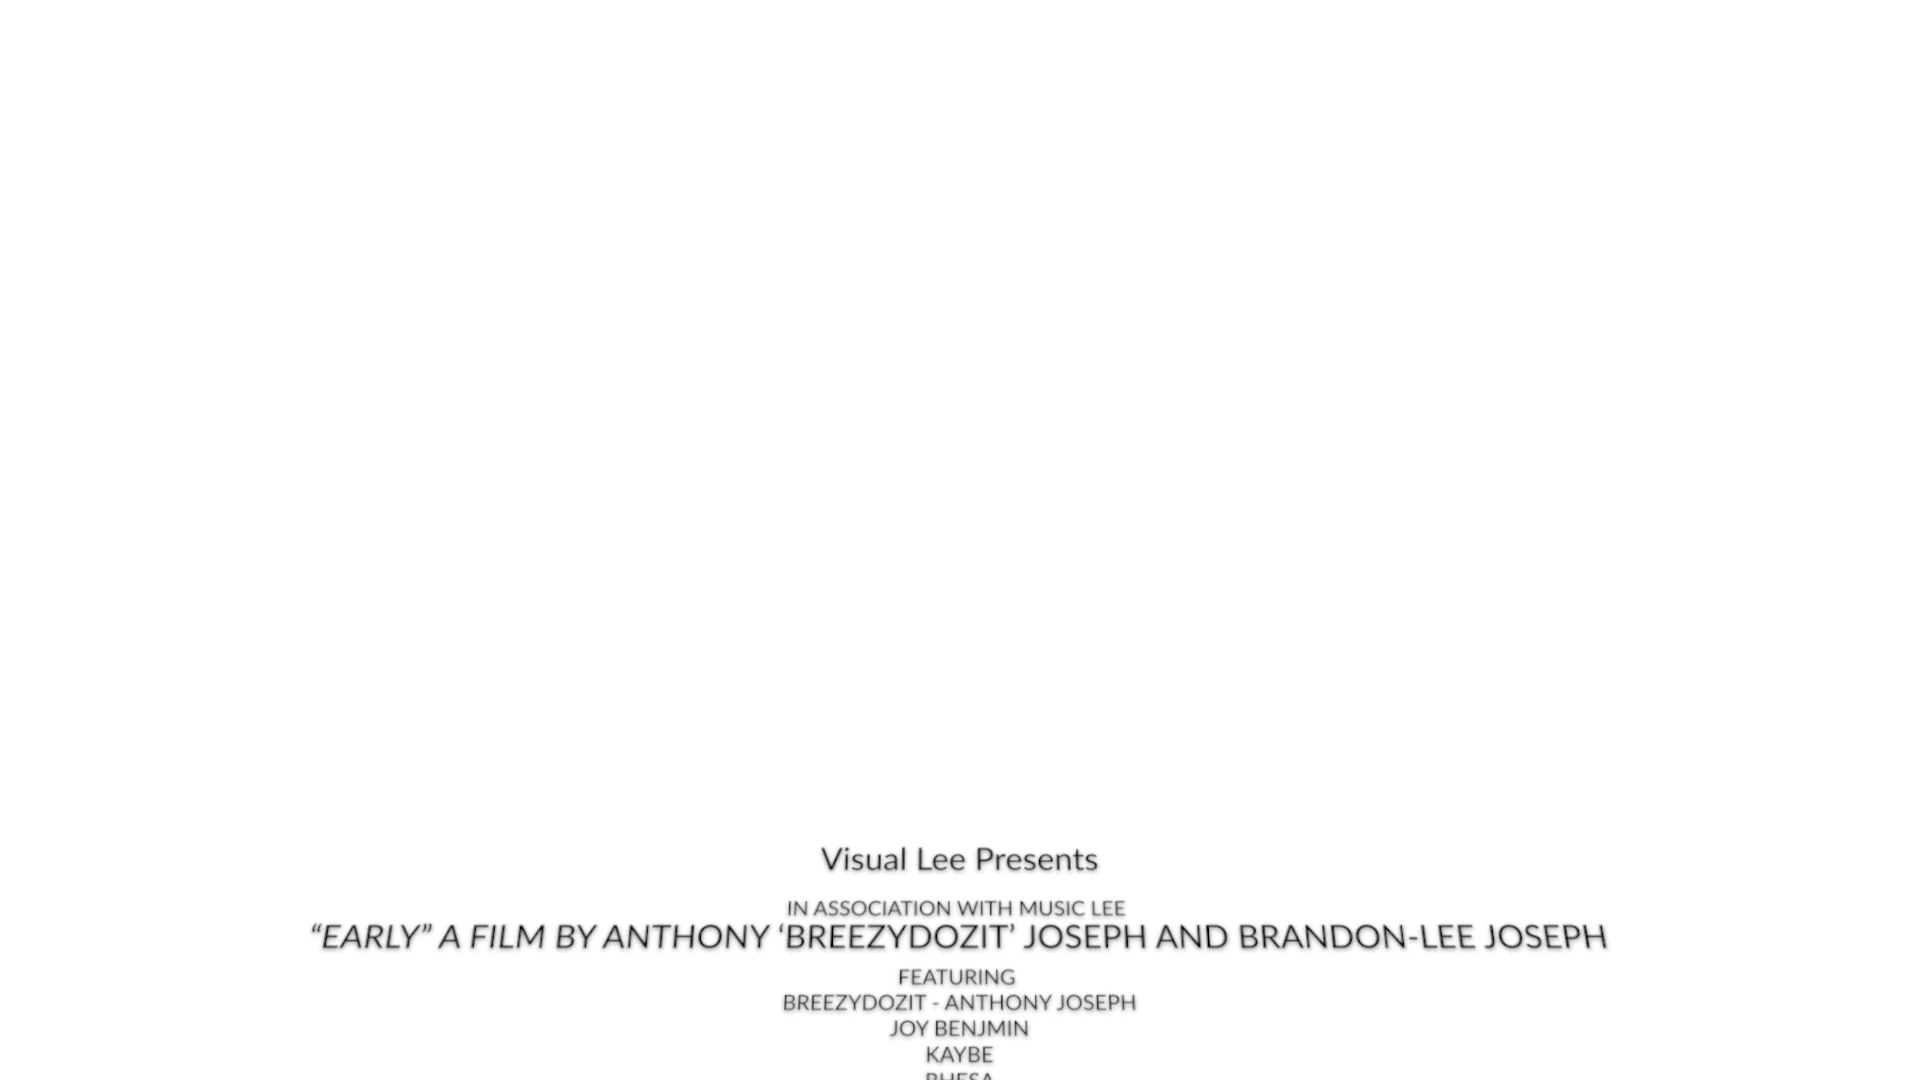 Visual Lee Presents
IN ASSOCIATION WITH MUSIC LEE
“EARLY” A FILM BY ANTHONY ‘BREEZYDOZIT’ JOSEPH AND BRANDON-LEE JOSEPH
FEATURING
BREEZYDOZIT - ANTHONY JOSEPH
JOY BENJMIN
KAYBE